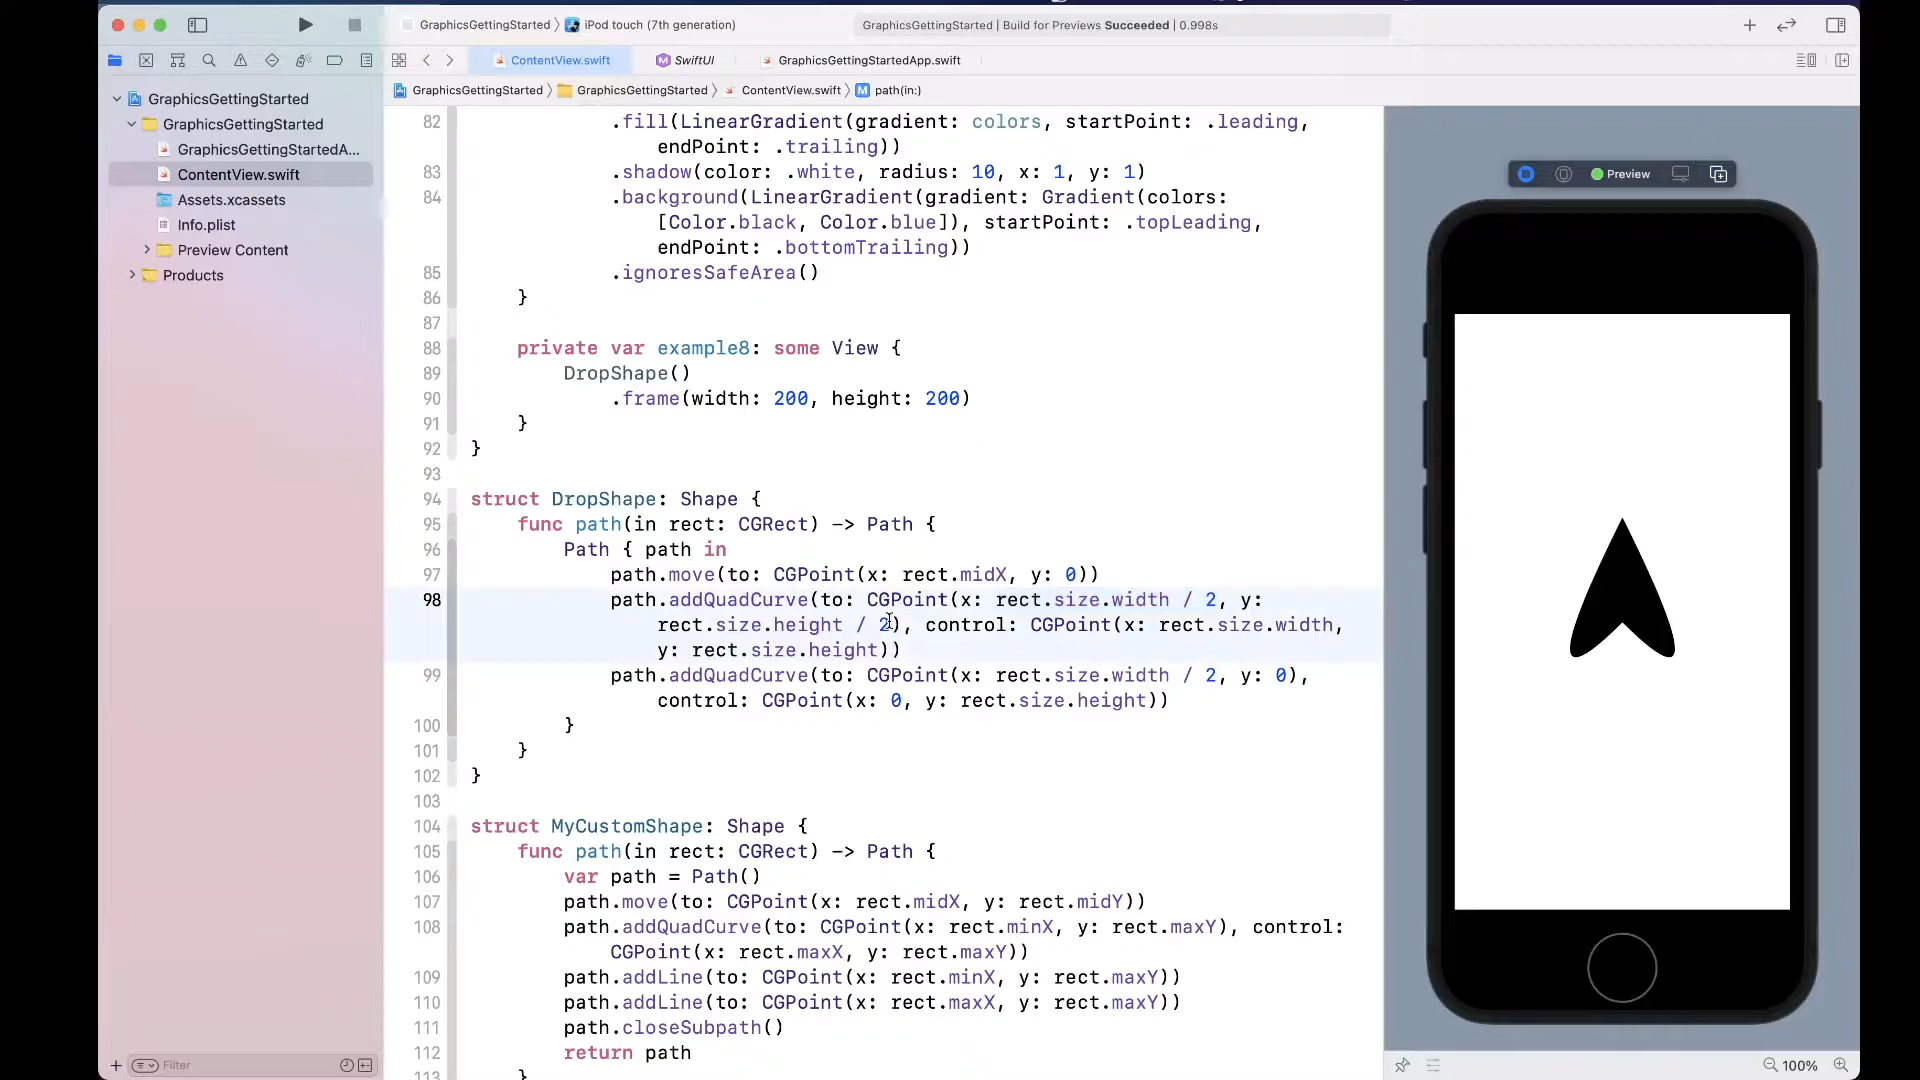 GraphicsGettingStarted 〉 iPod touch (7th generation)
GraphicsGettingStarted | Build for Previews Succeeded | 0.998s
ContentView.swift
SwiftUI
GraphicsGettingStartedApp.swift
GraphicsGettingStarted 〉 GraphicsGettingStarted 〉 ContentView.swift 〉 M path(in:)
GraphicsGettingStarted
GraphicsGettingStarted
GraphicsGettingStartedA...
ContentView.swift
Assets.xcassets
Info.plist
Preview Content
Products
Filter
82 .fill(LinearGradient(gradient: colors, startPoint: .leading,
endPoint: .trailing))
83 .shadow(color: .white, radius: 10, x: 1, y: 1)
84 .background(LinearGradient(gradient: Gradient(colors:
[Color.black, Color.blue]), startPoint: .topLeading,
endPoint: .bottomTrailing))
85 .ignoresSafeArea()
86 }
87
88 private var example8: some View {
89 DropShape()
90 .frame(width: 200, height: 200)
91 }
92 }
93
94 struct DropShape: Shape {
95 func path(in rect: CGRect) -> Path {
96 Path { path in
97 path.move(to: CGPoint(x: rect.midX, y: 0))
98 path.addQuadCurve(to: CGPoint(x: rect.size.width / 2, y:
rect.size.height / 2), control: CGPoint(x: rect.size.width,
y: rect.size.height))
99 path.addQuadCurve(to: CGPoint(x: rect.size.width / 2, y: 0),
control: CGPoint(x: 0, y: rect.size.height))
100 }
101 }
102 }
103
104 struct MyCustomShape: Shape {
105 func path(in rect: CGRect) -> Path {
106 var path = Path()
107 path.move(to: CGPoint(x: rect.midX, y: rect.midY))
108 path.addQuadCurve(to: CGPoint(x: rect.minX, y: rect.maxY), control:
CGPoint(x: rect.maxX, y: rect.maxY))
109 path.addLine(to: CGPoint(x: rect.minX, y: rect.maxY))
110 path.addLine(to: CGPoint(x: rect.maxX, y: rect.maxY))
111 path.closeSubpath()
112 return path
113 }
Preview
100%